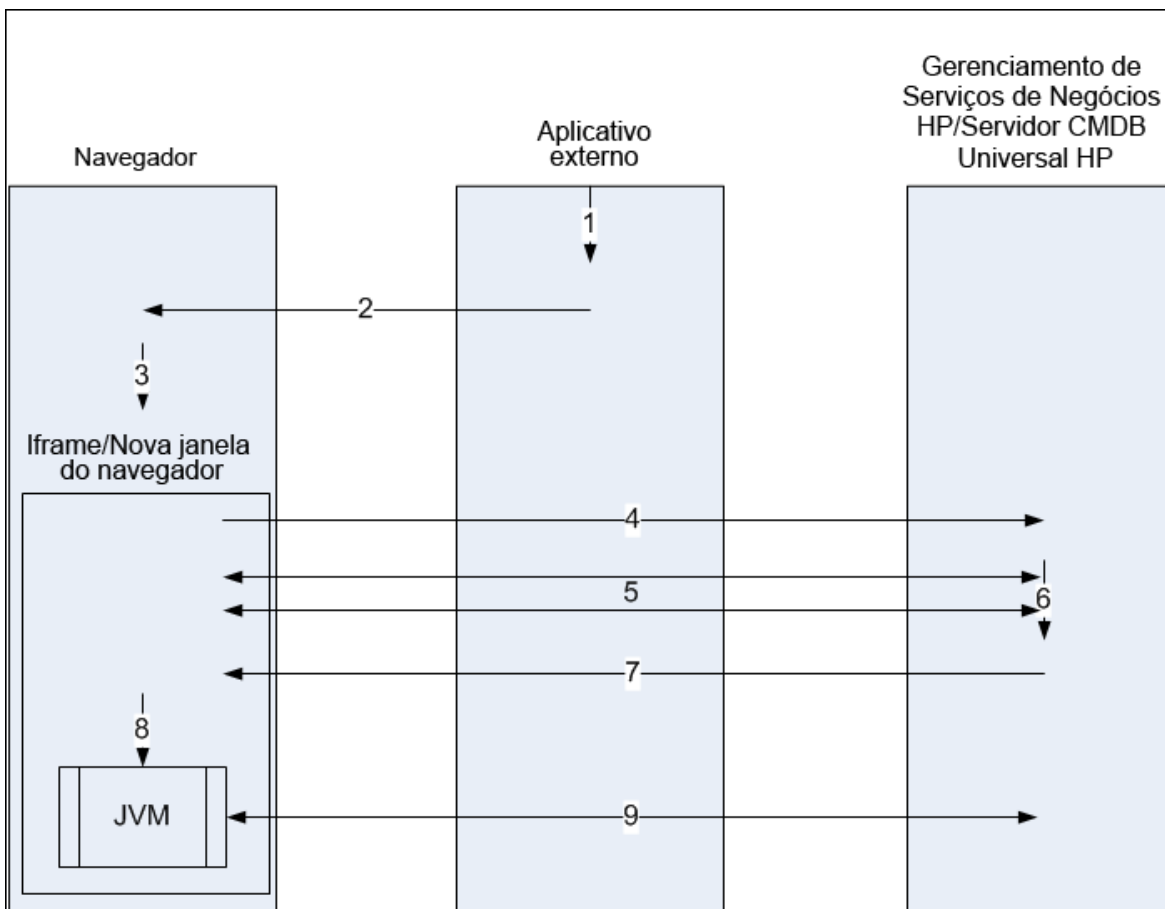 Navegador
Aplicativo
externo
Gerenciamento de
Serviços de Negócios
HP/Servidor CMDB
Universal HP
1
2
3
Iframe/Nova janela
do navegador
4
5
6
7
8
JVM
9